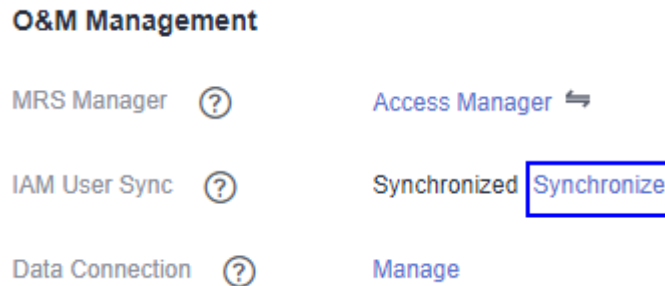 O&M Management
MRS Manager ? Access Manager
IAM User Sync ? Synchronized Synchronize
Data Connection ? Manage